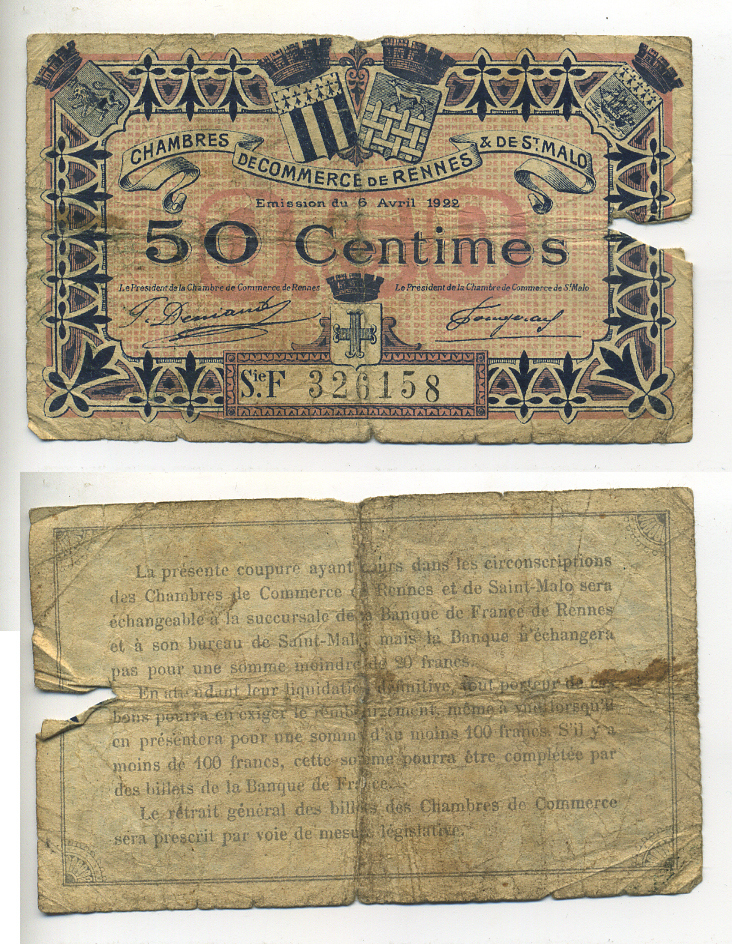 CHAMBRES DE COMMERCE DE RENNES & DE ST MALO
Emission du 6 Avril 1922
0.50
50 Centimes
Le President de la Chambre de Commerce de Rennes
Le President de la Chambre de Commerce de St Malo
Sie.F 326158
La présente coupure ayant cours dans les circonscriptions
des Chambres de Commerce de Rennes et de Saint-Malo sera
échangeable à la succursale de la Banque de France de Rennes
et à son bureau de Saint-Malo, mais la Banque n'échangera
pas pour une somme moindre de 20 francs.
En attendant leur liquidation définitive, tout porteur de ces
bons pourra en exiger le remboursement, même à vue, lorsqu'il
en présentera pour une somme d'au moins 100 francs. S'il y a
moins de 100 francs, cette somme pourra être complétée par
des billets de la Banque de France.
Le retrait général des billets des Chambres de Commerce
sera prescrit par voie de mesure législative.